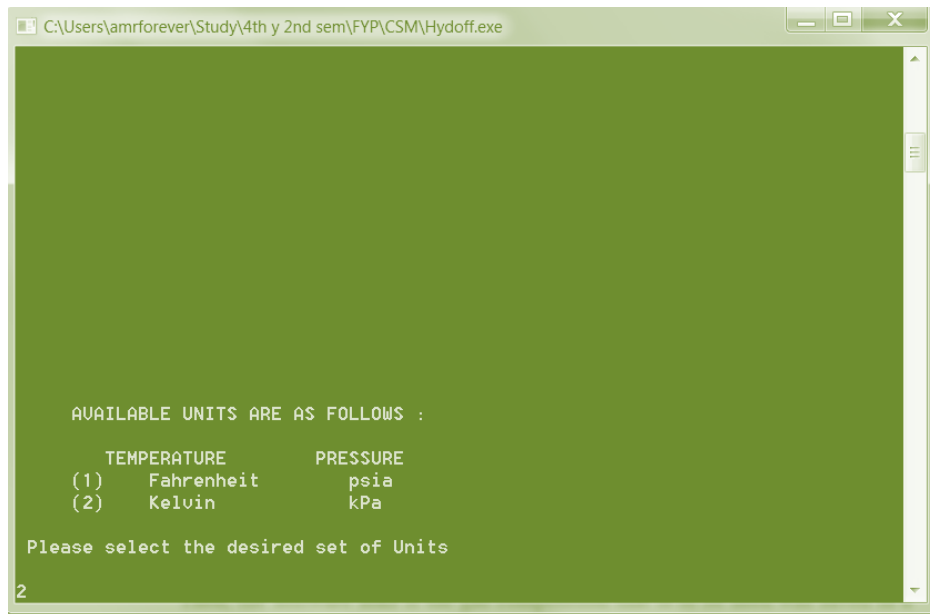 C:\Users\amrforever\Study\4th y 2nd sem\FYP\CSM\Hydoff.exe
AVAILABLE UNITS ARE AS FOLLOWS :
TEMPERATURE PRESSURE
(1) Fahrenheit psia
(2) Kelvin kPa
Please select the desired set of Units
2